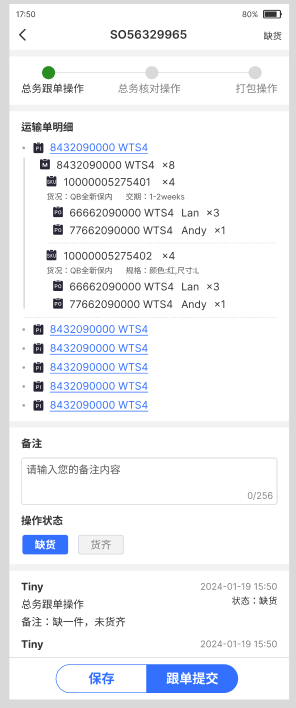 17:50 80%
SO56329965 缺货
总务跟单操作 总务核对操作 打包操作
运输单明细
PI 8432090000 WTS4
M 8432090000 WTS4 ×8
SKU 10000005275401 ×4
货况：QB全新保内 交期：1-2weeks
PO 66662090000 WTS4 Lan ×3
PO 77662090000 WTS4 Andy ×1
SKU 10000005275402 ×4
货况：QB全新保内 规格：颜色:红,尺寸:L
PO 66662090000 WTS4 Lan ×3
PO 77662090000 WTS4 Andy ×1
PI 8432090000 WTS4
PI 8432090000 WTS4
PI 8432090000 WTS4
PI 8432090000 WTS4
PI 8432090000 WTS4
备注
请输入您的备注内容
0/256
操作状态
缺货 货齐
Tiny 2024-01-19 15:50
总务跟单操作 状态：缺货
备注：缺一件，未货齐
Tiny 2024-01-19 15:50
保存 跟单提交